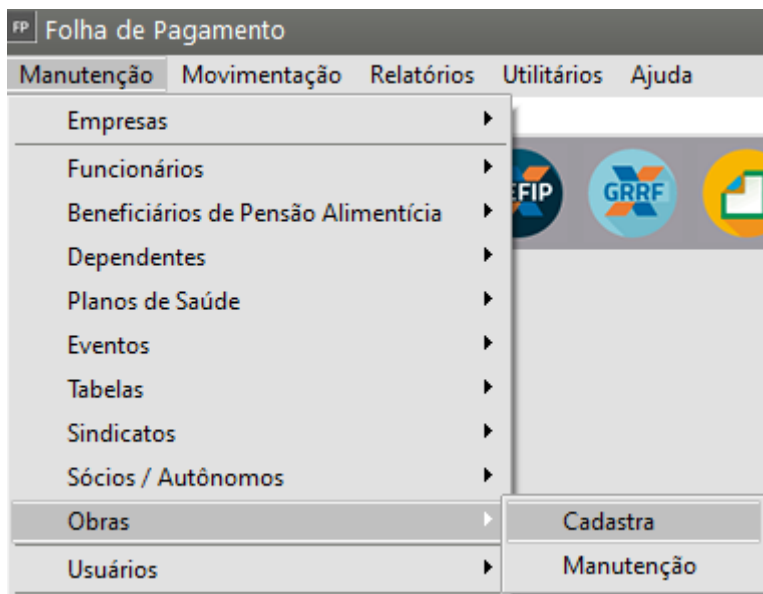 FP Folha de Pagamento
Manutenção Movimentação Relatórios Utilitários Ajuda
Empresas
Funcionários
EFIP GRRF
Beneficiários de Pensão Alimentícia
Dependentes
Planos de Saúde
Eventos
Tabelas
Sindicatos
Sócios / Autônomos
Obras Cadastra
Usuários Manutenção